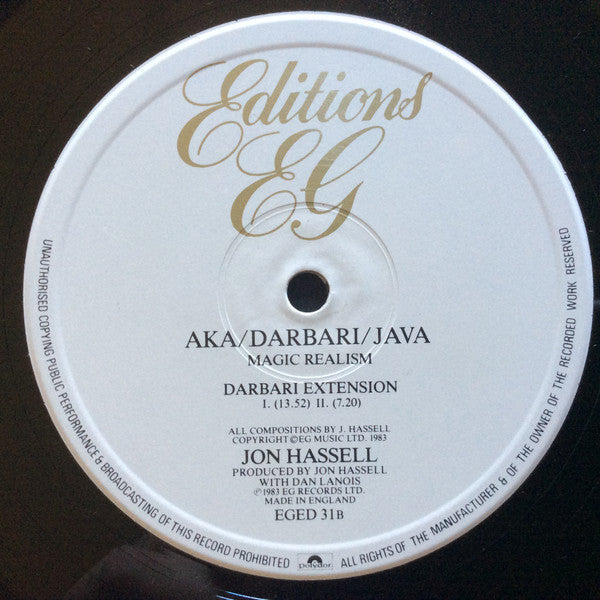 Editions
EG
AKA/DARBARI/JAVA
MAGIC REALISM
DARBARI EXTENSION
I. (13.52) II. (7.20)
ALL COMPOSITIONS BY J. HASSELL
COPYRIGHT ©EG MUSIC LTD. 1983
JON HASSELL
PRODUCED BY JON HASSELL
WITH DAN LANOIS
℗1983 EG RECORDS LTD.
MADE IN ENGLAND
EGED 31B
UNAUTHORISED COPYING PUBLIC PERFORMANCE & BROADCASTING OF THIS RECORD PROHIBITED
polydor
ALL RIGHTS OF THE MANUFACTURER & OF THE OWNER OF THE RECORDED WORK RESERVED